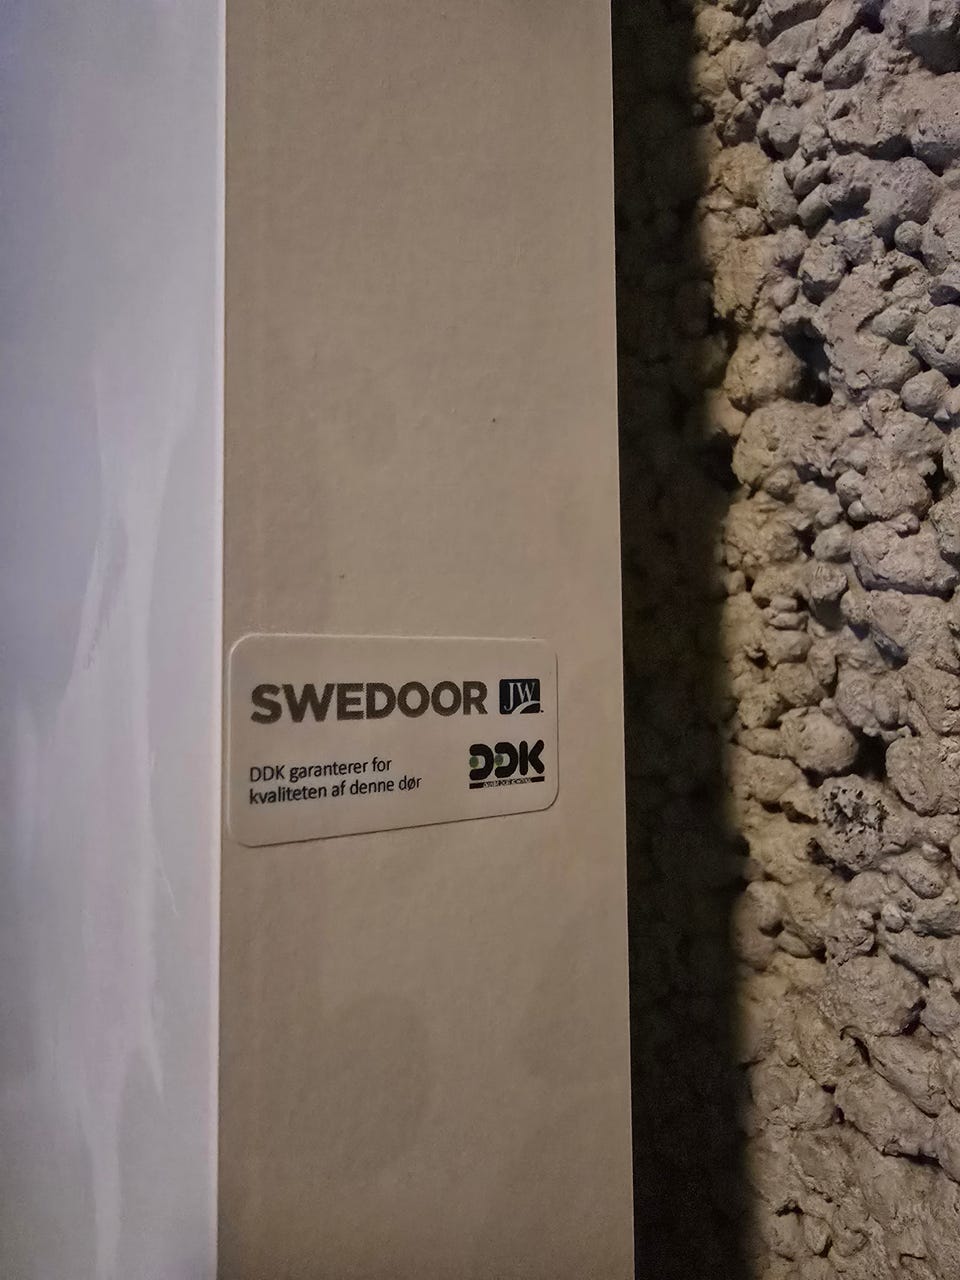 SWEDOOR JW
DDK garanterer for
kvaliteten af denne dør
DDK